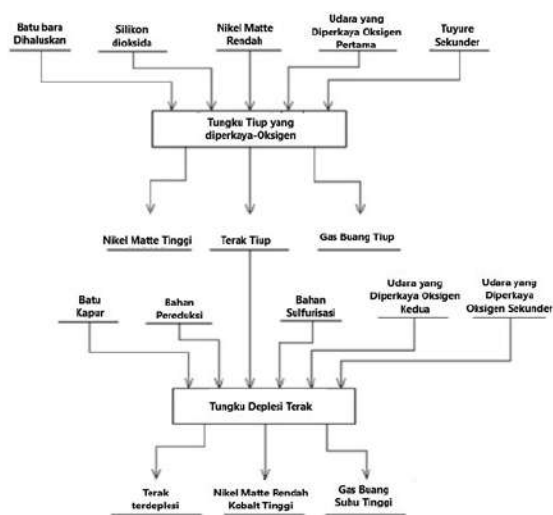 Batu bara
Dihaluskan
Silikon
dioksida
Nikel Matte
Rendah
Udara yang
Diperkaya Oksigen
Pertama
Tuyure
Sekunder
Tungku Tiup yang
diperkaya-Oksigen
Nikel Matte Tinggi
Terak Tiup
Gas Buang Tiup
Batu
Kapur
Bahan
Pereduksi
Bahan
Sulfurisasi
Udara yang
Diperkaya Oksigen
Kedua
Udara yang
Diperkaya
Oksigen Sekunder
Tungku Deplesi Terak
Terak
terdeplesi
Nikel Matte Rendah
Kobalt Tinggi
Gas Buang
Suhu Tinggi